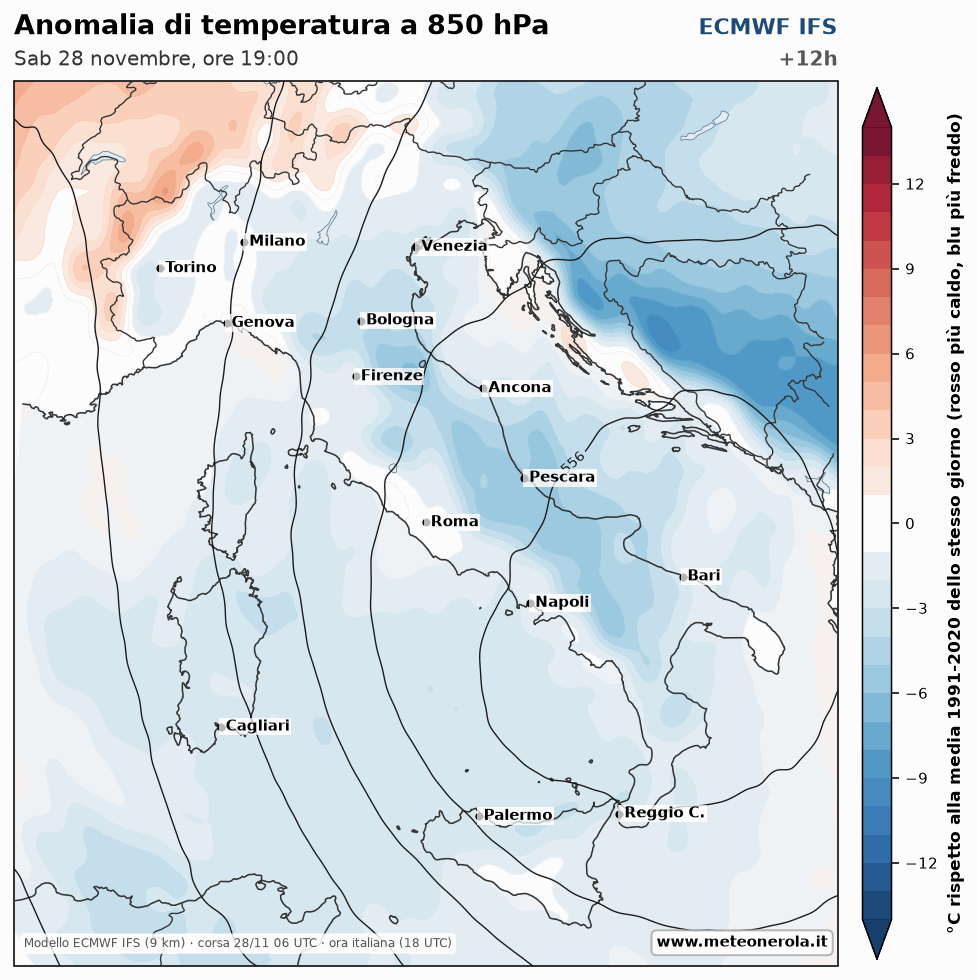 Anomalia di temperatura a 850 hPa
ECMWF IFS
Sab 28 novembre, ore 19:00
+12h
Milano
Venezia
Torino
Genova
Bologna
Firenze
Ancona
556
Pescara
Roma
Bari
Napoli
Cagliari
Palermo
Reggio C.
12
9
6
3
0
−3
−6
−9
−12
°C rispetto alla media 1991-2020 dello stesso giorno (rosso più caldo, blu più freddo)
Modello ECMWF IFS (9 km) · corsa 28/11 06 UTC · ora italiana (18 UTC)
www.meteonerola.it